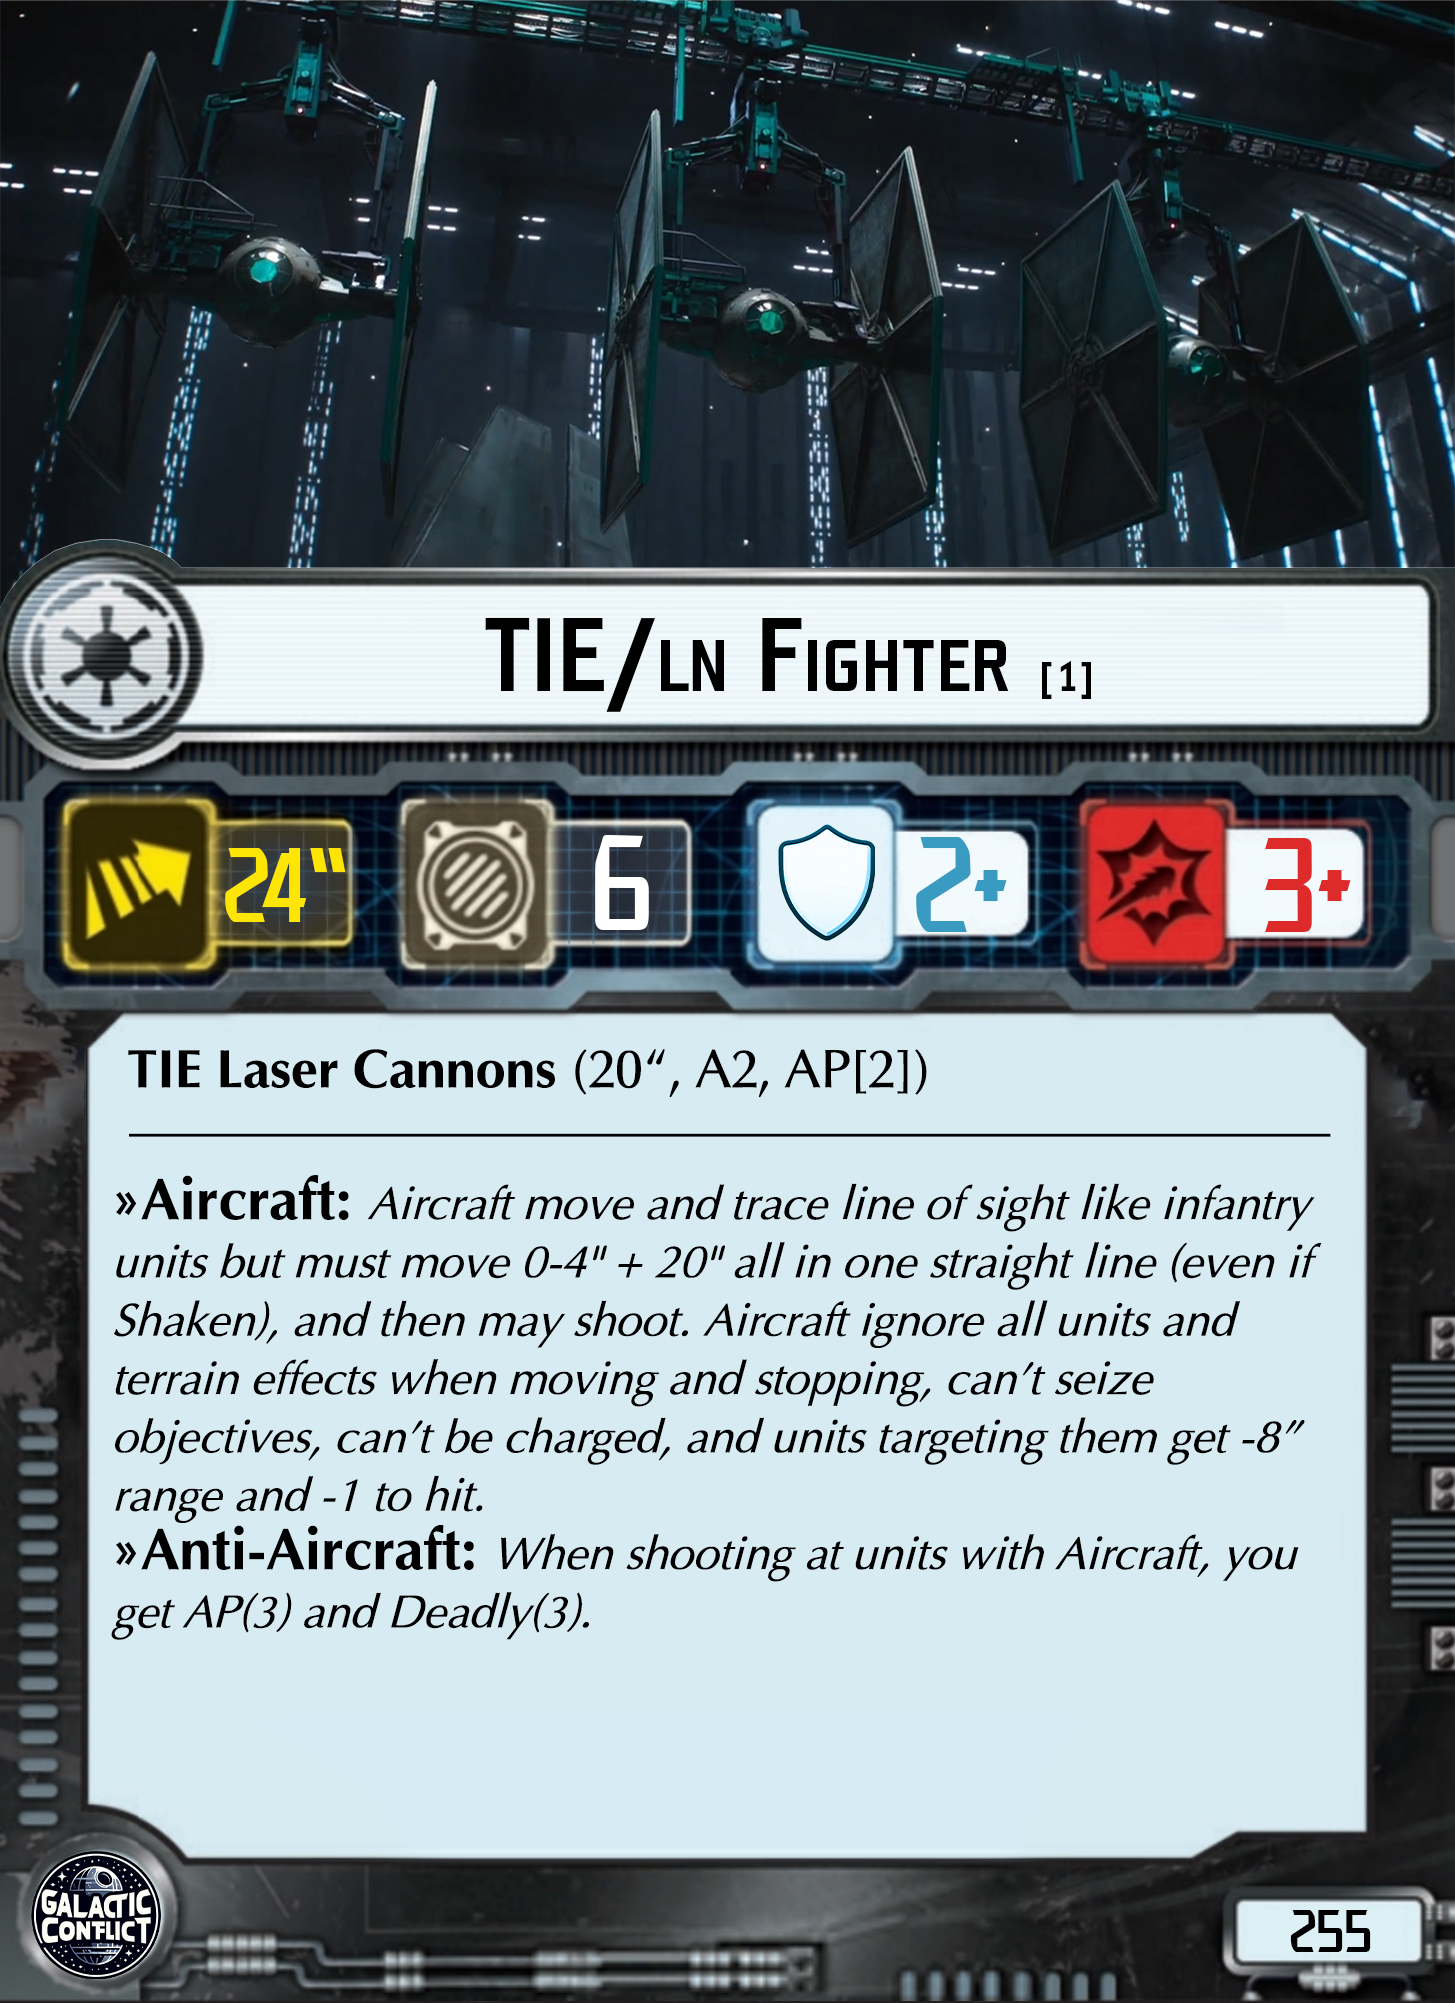 TIE/LN FIGHTER [1]
24“
6
2+
3+
TIE Laser Cannons (20“, A2, AP[2])
»Aircraft: Aircraft move and trace line of sight like infantry
units but must move 0-4" + 20" all in one straight line (even if
Shaken), and then may shoot. Aircraft ignore all units and
terrain effects when moving and stopping, can’t seize
objectives, can’t be charged, and units targeting them get -8”
range and -1 to hit.
»Anti-Aircraft: When shooting at units with Aircraft, you
get AP(3) and Deadly(3).
GALACTIC
CONFLICT
255